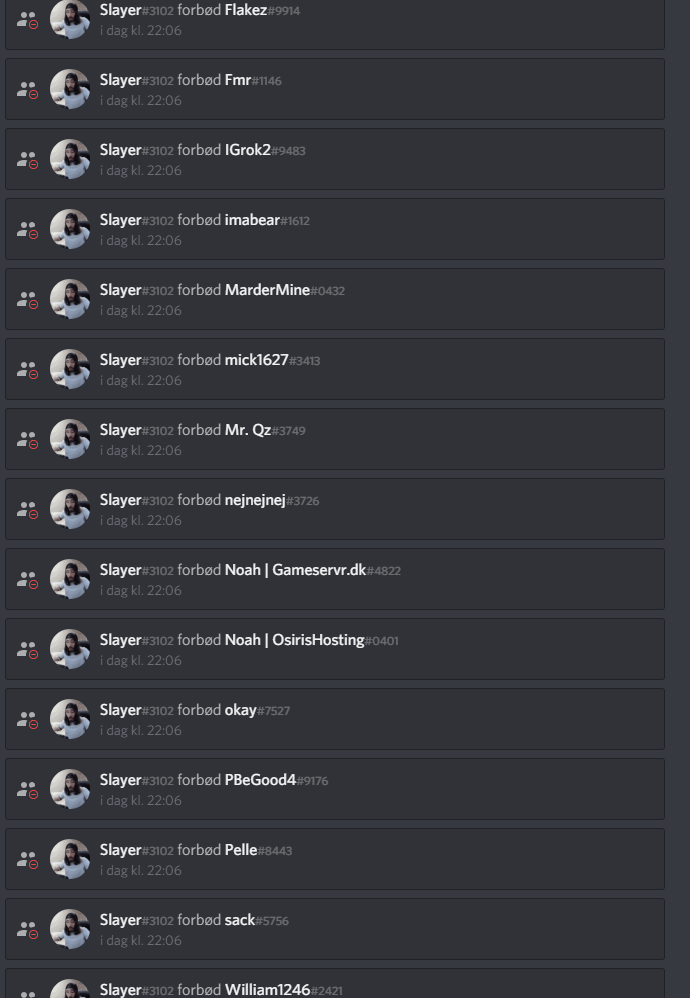 Slayer#3102 forbød Flakez#9914
i dag kl. 22:06
Slayer#3102 forbød Fmr#1146
i dag kl. 22:06
Slayer#3102 forbød IGrok2#9483
i dag kl. 22:06
Slayer#3102 forbød imabear#1612
i dag kl. 22:06
Slayer#3102 forbød MarderMine#0432
i dag kl. 22:06
Slayer#3102 forbød mick1627#3413
i dag kl. 22:06
Slayer#3102 forbød Mr. Qz#3749
i dag kl. 22:06
Slayer#3102 forbød nejnejnej#3726
i dag kl. 22:06
Slayer#3102 forbød Noah | Gameservr.dk#4822
i dag kl. 22:06
Slayer#3102 forbød Noah | OsirisHosting#0401
i dag kl. 22:06
Slayer#3102 forbød okay#7527
i dag kl. 22:06
Slayer#3102 forbød PBeGood4#9176
i dag kl. 22:06
Slayer#3102 forbød Pelle#8443
i dag kl. 22:06
Slayer#3102 forbød sack#5756
i dag kl. 22:06
Slayer#3102 forbød William1246#2421